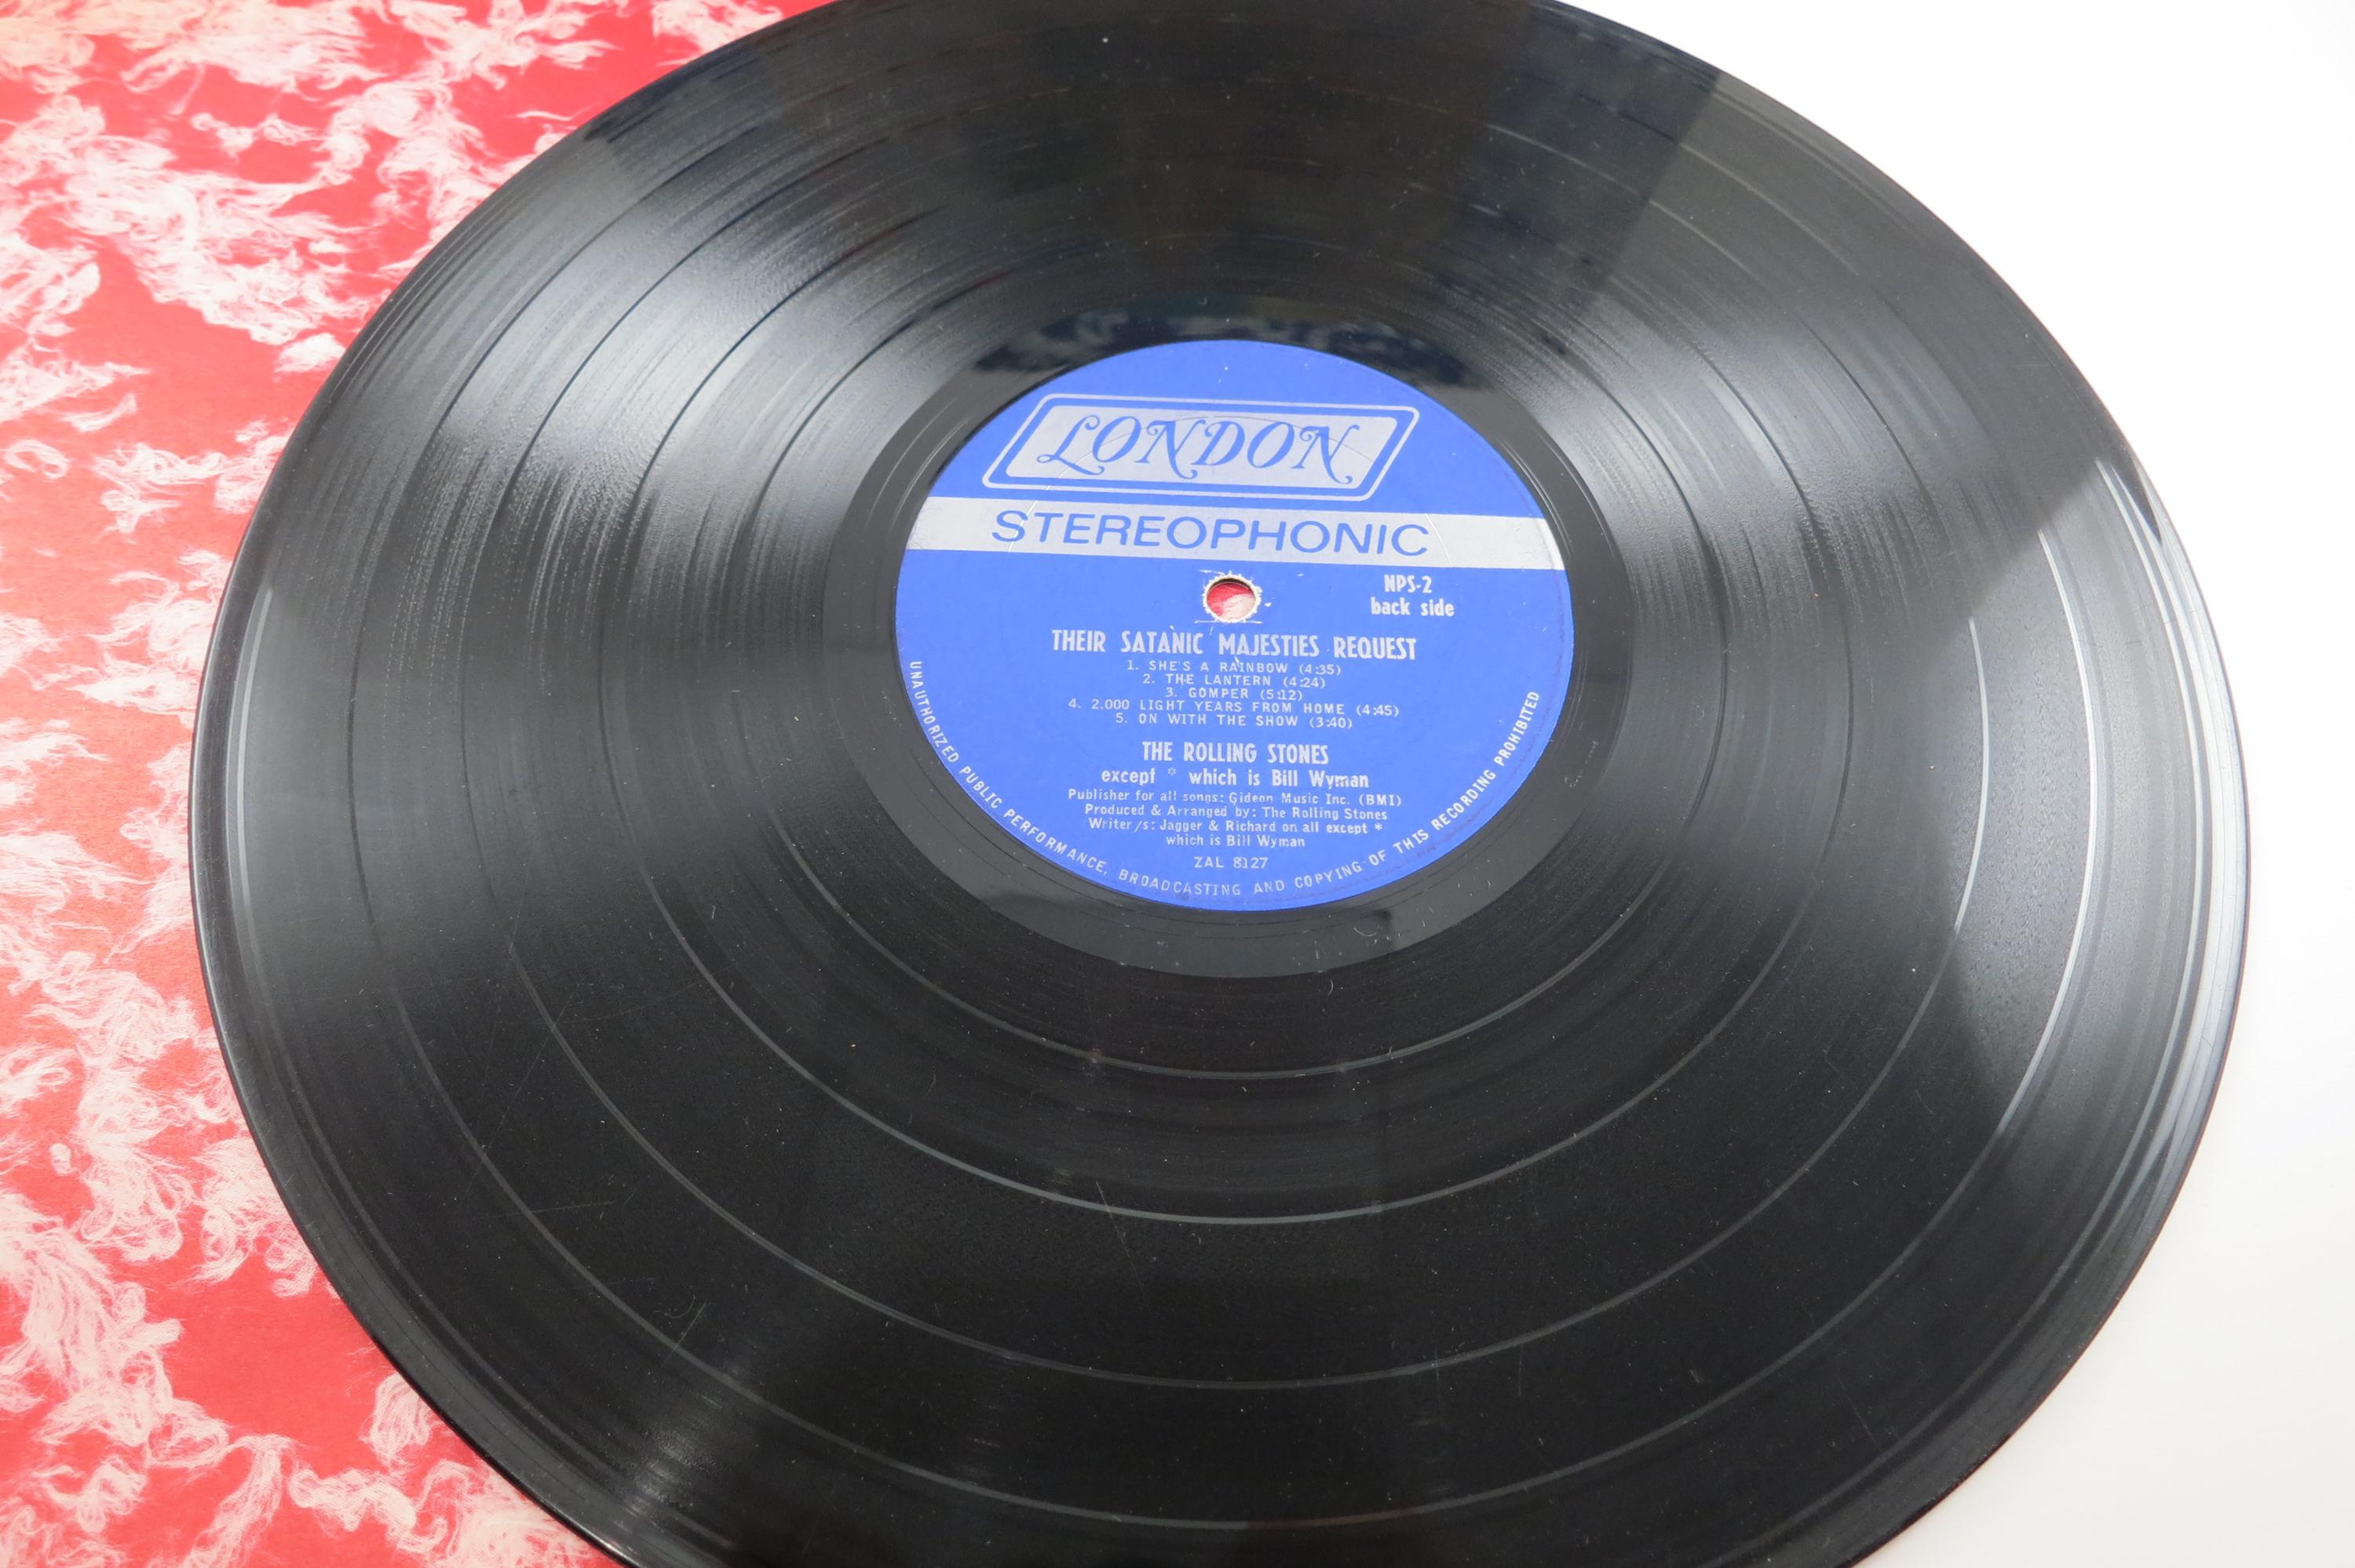 LONDON
STEREOPHONIC
NPS-2
back side
THEIR SATANIC MAJESTIES REQUEST
1. SHE'S A RAINBOW (4:35)
2. THE LANTERN (4:24)
3. GOMPER (5:12)
4. 2,000 LIGHT YEARS FROM HOME (4:45)
5. ON WITH THE SHOW (3:40)
THE ROLLING STONES
except * which is Bill Wyman
Publisher for all songs: Gideon Music Inc. (BMI)
Produced & Arranged by: The Rolling Stones
Writer/s: Jagger & Richard on all except *
which is Bill Wyman
ZAL 8127
UNAUTHORIZED PUBLIC PERFORMANCE, BROADCASTING AND COPYING OF THIS RECORDING PROHIBITED